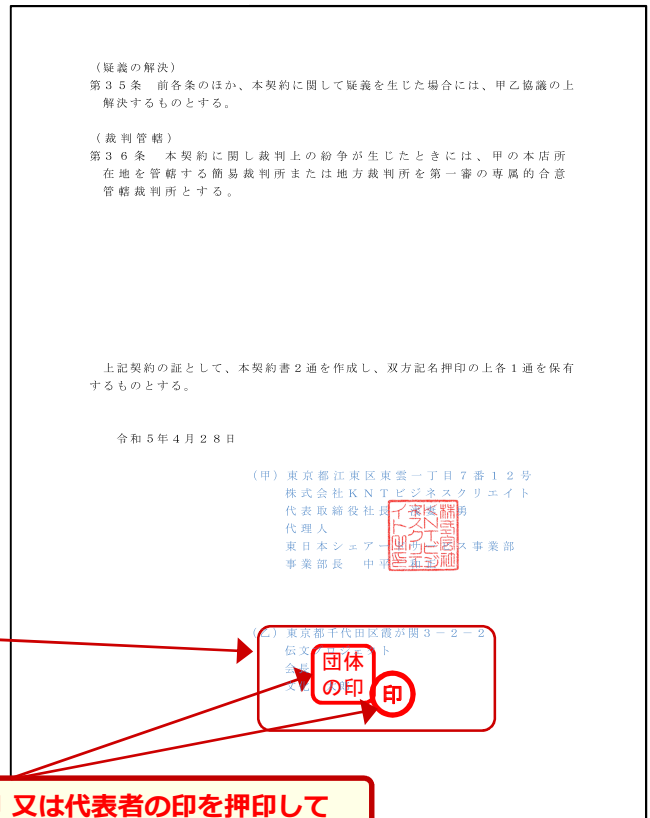 （疑義の解決）
第３５条　前各条のほか、本契約に関して疑義を生じた場合には、甲乙協議の上
解決するものとする。
（裁判管轄）
第３６条　本契約に関し裁判上の紛争が生じたときには、甲の本店所
在地を管轄する簡易裁判所または地方裁判所を第一審の専属的合意
管轄裁判所とする。
上記契約の証として、本契約書２通を作成し、双方記名押印の上各１通を保有
するものとする。
令和５年４月２８日
（甲）東京都江東区東雲一丁目７番１２号
株式会社ＫＮＴビジネスクリエイト
代表取締役社長
代理人
東日本シェアードサービス事業部
事業部長　中平
（乙）東京都千代田区霞が関３－２－２
団体
の印
印
又は代表者の印を押印して